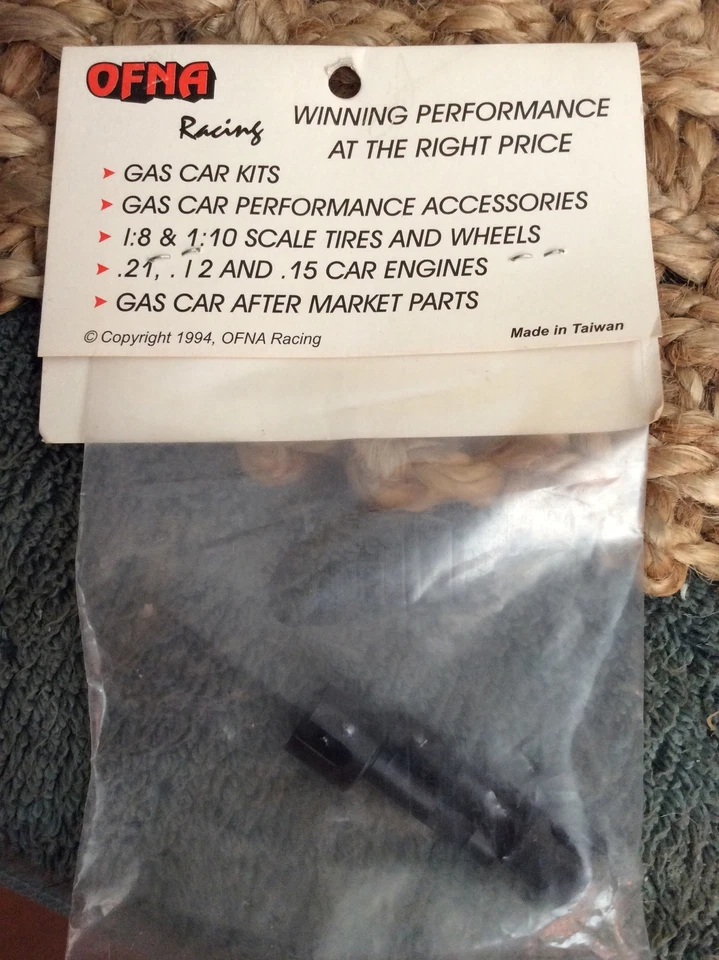 OFNA
Racing
WINNING PERFORMANCE
AT THE RIGHT PRICE
➤ GAS CAR KITS
➤ GAS CAR PERFORMANCE ACCESSORIES
➤ 1:8 & 1:10 SCALE TIRES AND WHEELS
➤ .21, .12 AND .15 CAR ENGINES
➤ GAS CAR AFTER MARKET PARTS
© Copyright 1994, OFNA Racing
Made in Taiwan